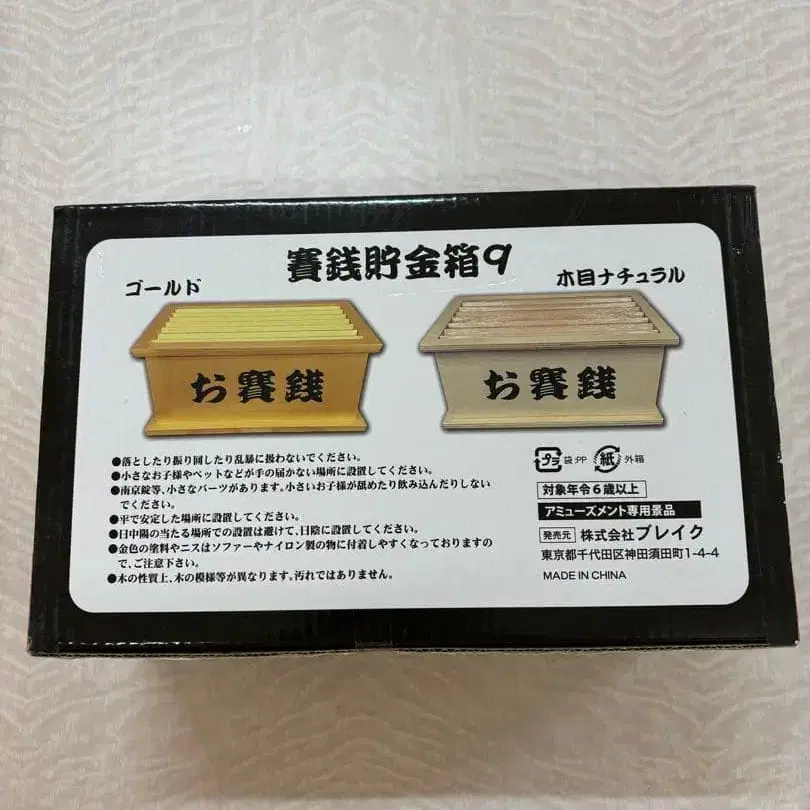 賽銭貯金箱9
ゴールド
木目ナチュラル
お賽銭
お賽銭
●落としたり振り回したり乱暴に扱わないでください。
●小さなお子様やペットなどが手の届かない場所に設置してください。
●南京錠等、小さなパーツがあります。小さいお子様が舐めたり飲み込んだりしない
でください。
●平で安定した場所に設置してください。
●日中陽の当たる場所での設置は避けて、日陰に設置してください。
●金色の塗料やニスはソファーやナイロン製の物に付着しやすくなっておりますの
で、ご注意下さい。
●木の性質上、木の模様等が異なります。汚れではありません。
プラ 袋:PP 紙 外箱
対象年令6歳以上
アミューズメント専用景品
発売元 株式会社ブレイク
東京都千代田区神田須田町1-4-4
MADE IN CHINA